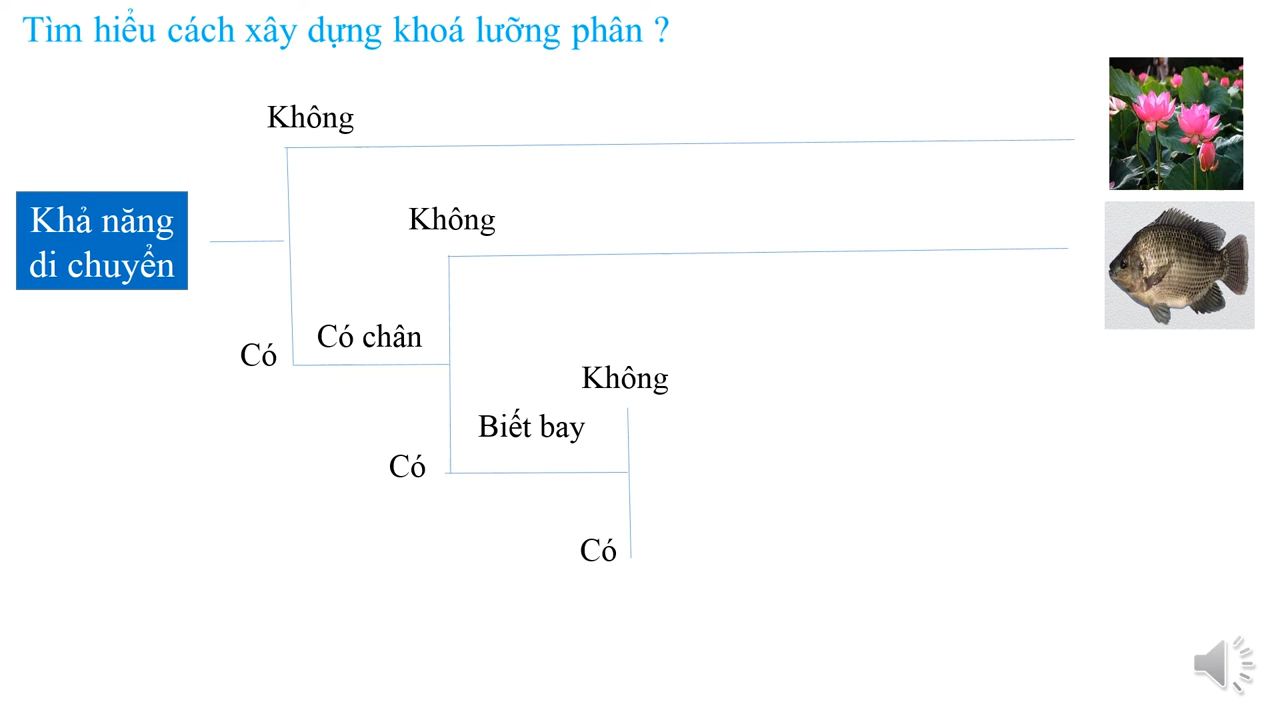 Tìm hiểu cách xây dựng khoá lưỡng phân ?
Không
Khả năng
di chuyển
Không
Có
Có chân
Không
Biết bay
Có
Có